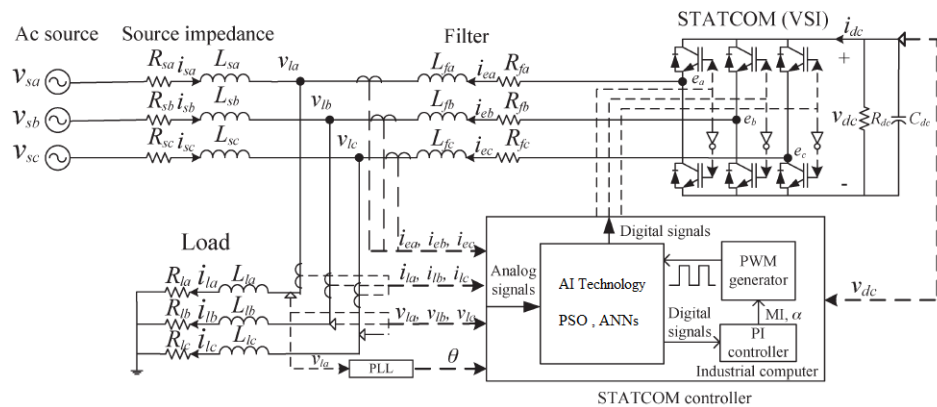 Ac source
Source impedance
Filter
STATCOM (VSI)
i_dc
v_sa
R_sa i_sa L_sa
v_la
L_fa i_ea R_fa
e_a
+
v_sb
R_sb i_sb L_sb
v_lb
L_fb i_eb R_fb
e_b
v_dc R_dc C_dc
v_sc
R_sc i_sc L_sc
v_lc
L_fc i_ec R_fc
e_c
-
Load
i_ea, i_eb, i_ec
Digital signals
R_la i_la L_la
i_la, i_lb, i_lc
Analog signals
AI Technology
PSO , ANNs
PWM generator
v_dc
R_lb i_lb L_lb
v_la, v_lb, v_lc
Digital signals
MI, α
R_lc i_lc L_lc
PI controller
v_la
PLL
θ
Industrial computer
STATCOM controller